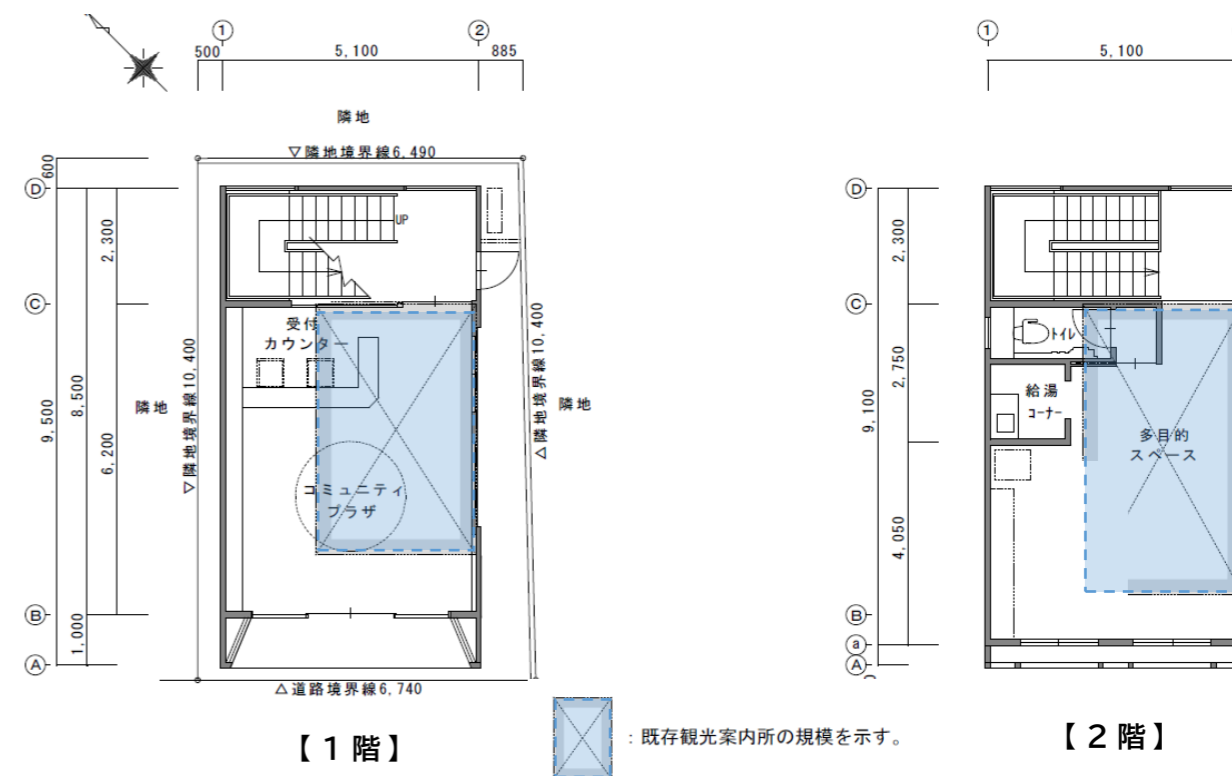 ①
②
500
5,100
885
隣地
▽隣地境界線6,490
600
Ⓓ
Ⓒ
Ⓑ
Ⓐ
9,500
8,500
2,300
6,200
1,000
隣地
▽隣地境界線10,400
UP
受付
カウンター
コミュニティ
プラザ
△隣地境界線10,400
隣地
△道路境界線6,740
【１階】
：既存観光案内所の規模を示す。
①
5,100
Ⓓ
Ⓒ
Ⓑ
ⓐ
Ⓐ
9,100
2,300
2,750
4,050
トイレ
給湯
コーナー
多目的
スペース
【２階】